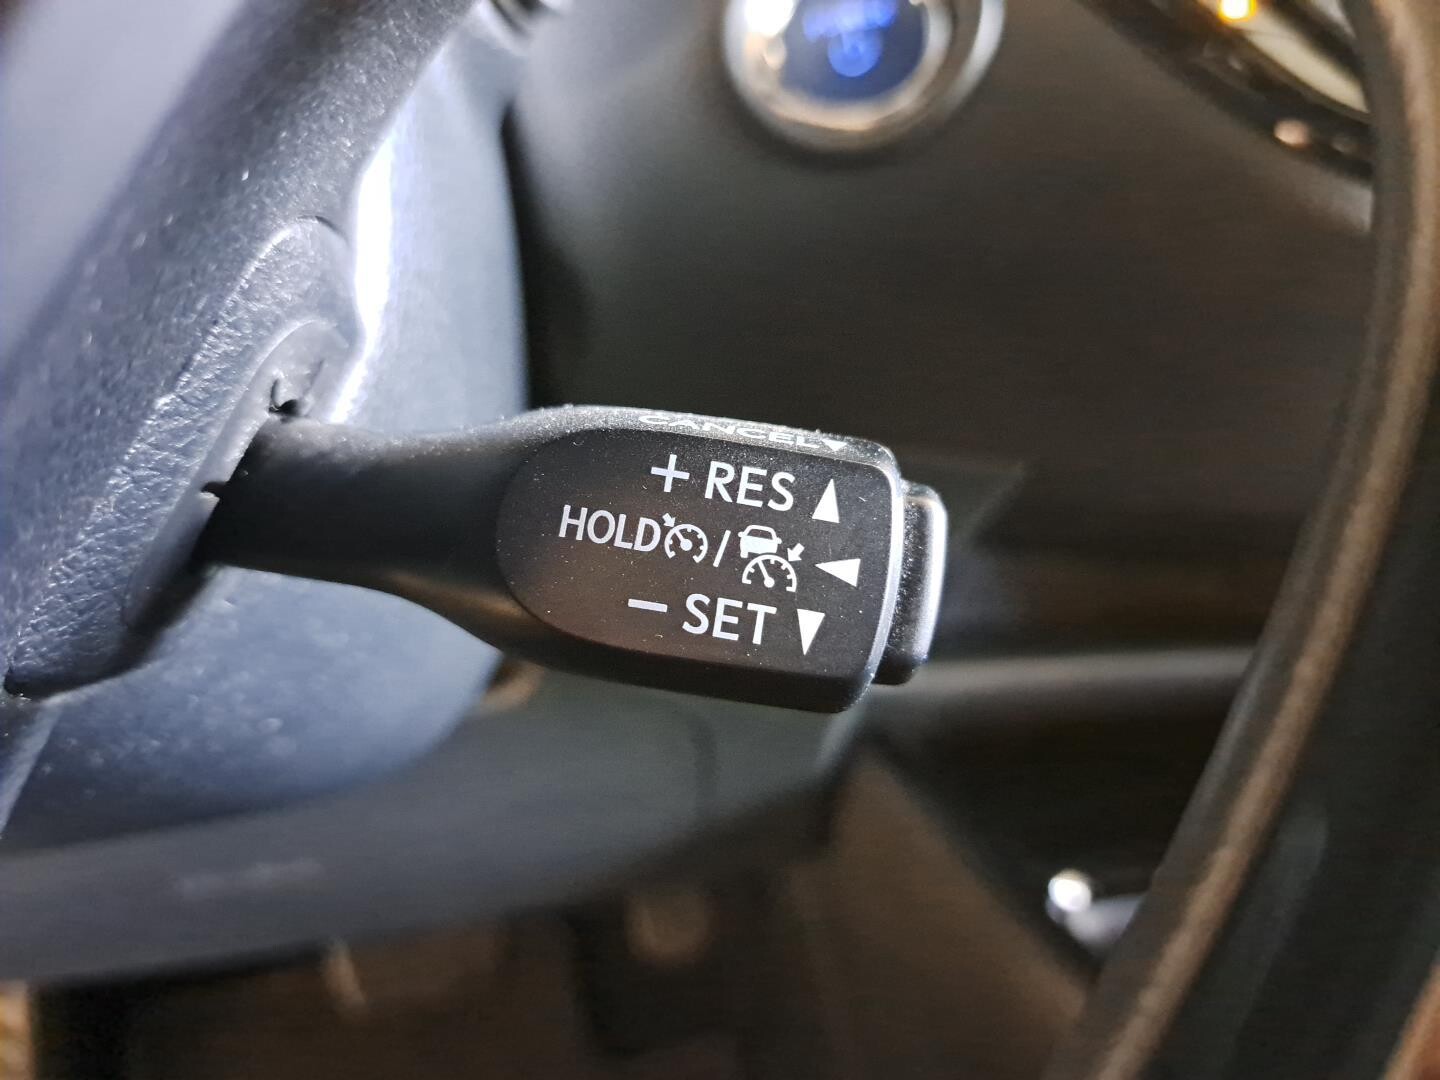 CANCEL▼
+ RES ▲
HOLD / ◀
− SET ▼